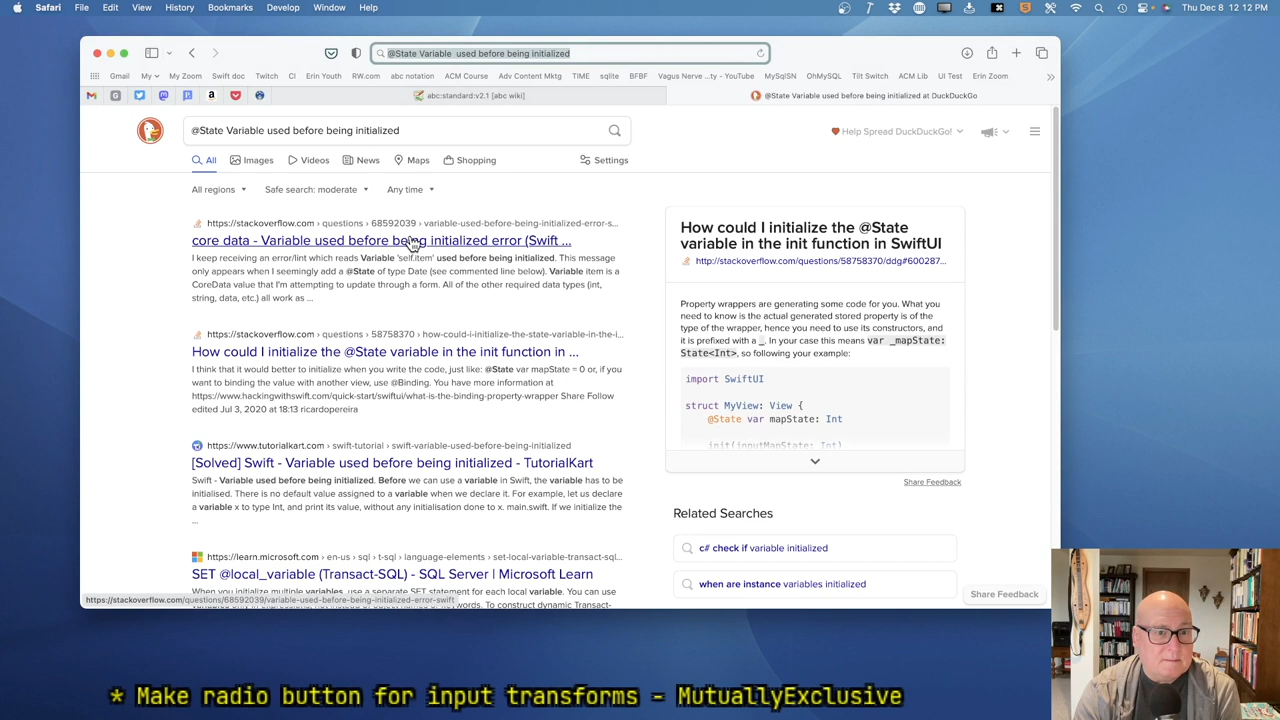 Safari File Edit View History Bookmarks Develop Window Help
Thu Dec 8 12:12 PM
@State Variable used before being initialized
Gmail My My Zoom Swift doc Twitch CI Erin Youth RW.com abc notation ACM Course Adv Content Mktg TIME sqlite BFBF Vagus Nerve ...ty - YouTube MySqlSN OhMySQL Tilt Switch ACM Lib UI Test Erin Zoom
abc:standard:v2.1 [abc wiki]
@State Variable used before being initialized at DuckDuckGo
@State Variable used before being initialized
Help Spread DuckDuckGo!
All Images Videos News Maps Shopping Settings
All regions Safe search: moderate Any time
https://stackoverflow.com › questions › 68592039 › variable-used-before-being-initialized-error-s...
core data - Variable used before being initialized error (Swift ...
I keep receiving an error/lint which reads Variable 'self.item' used before being initialized. This message
only appears when I seemingly add a @State of type Date (see commented line below). Variable item is a
CoreData value that I'm attempting to update through a form. All of the other required data types (int,
string, data, etc.) all work as ...
https://stackoverflow.com › questions › 58758370 › how-could-i-initialize-the-state-variable-in-the-i...
How could I initialize the @State variable in the init function in ...
I think that it would better to initialize when you write the code, just like: @State var mapState = 0 or, if you
want to binding the value with another view, use @Binding. You have more information at
https://www.hackingwithswift.com/quick-start/swiftui/what-is-the-binding-property-wrapper Share Follow
edited Jul 3, 2020 at 18:13 ricardopereira
https://www.tutorialkart.com › swift-tutorial › swift-variable-used-before-being-initialized
[Solved] Swift - Variable used before being initialized - TutorialKart
Swift - Variable used before being initialized. Before we can use a variable in Swift, the variable has to be
initialised. There is no default value assigned to a variable when we declare it. For example, let us declare
a variable x to type Int, and print its value, without any initialisation done to x. main.swift. If we initialize the
...
https://learn.microsoft.com › en-us › sql › t-sql › language-elements › set-local-variable-transact-sql...
SET @local_variable (Transact-SQL) - SQL Server | Microsoft Learn
When you initialize multiple variables, use a separate SET statement for each local variable. You can use
words. To construct dynamic Transact-
https://stackoverflow.com/questions/68592039/variable-used-before-being-initialized-error-swift
How could I initialize the @State
variable in the init function in SwiftUI
http://stackoverflow.com/questions/58758370/ddg#600287...
Property wrappers are generating some code for you. What you
need to know is the actual generated stored property is of the
type of the wrapper, hence you need to use its constructors, and
it is prefixed with a _. In your case this means var _mapState:
State<Int>, so following your example:
import SwiftUI
struct MyView: View {
@State var mapState: Int
init(inputMapState: Int)
Share Feedback
Related Searches
c# check if variable initialized
when are instance variables initialized
Share Feedback
* Make radio button for input transforms - MutuallyExclusive